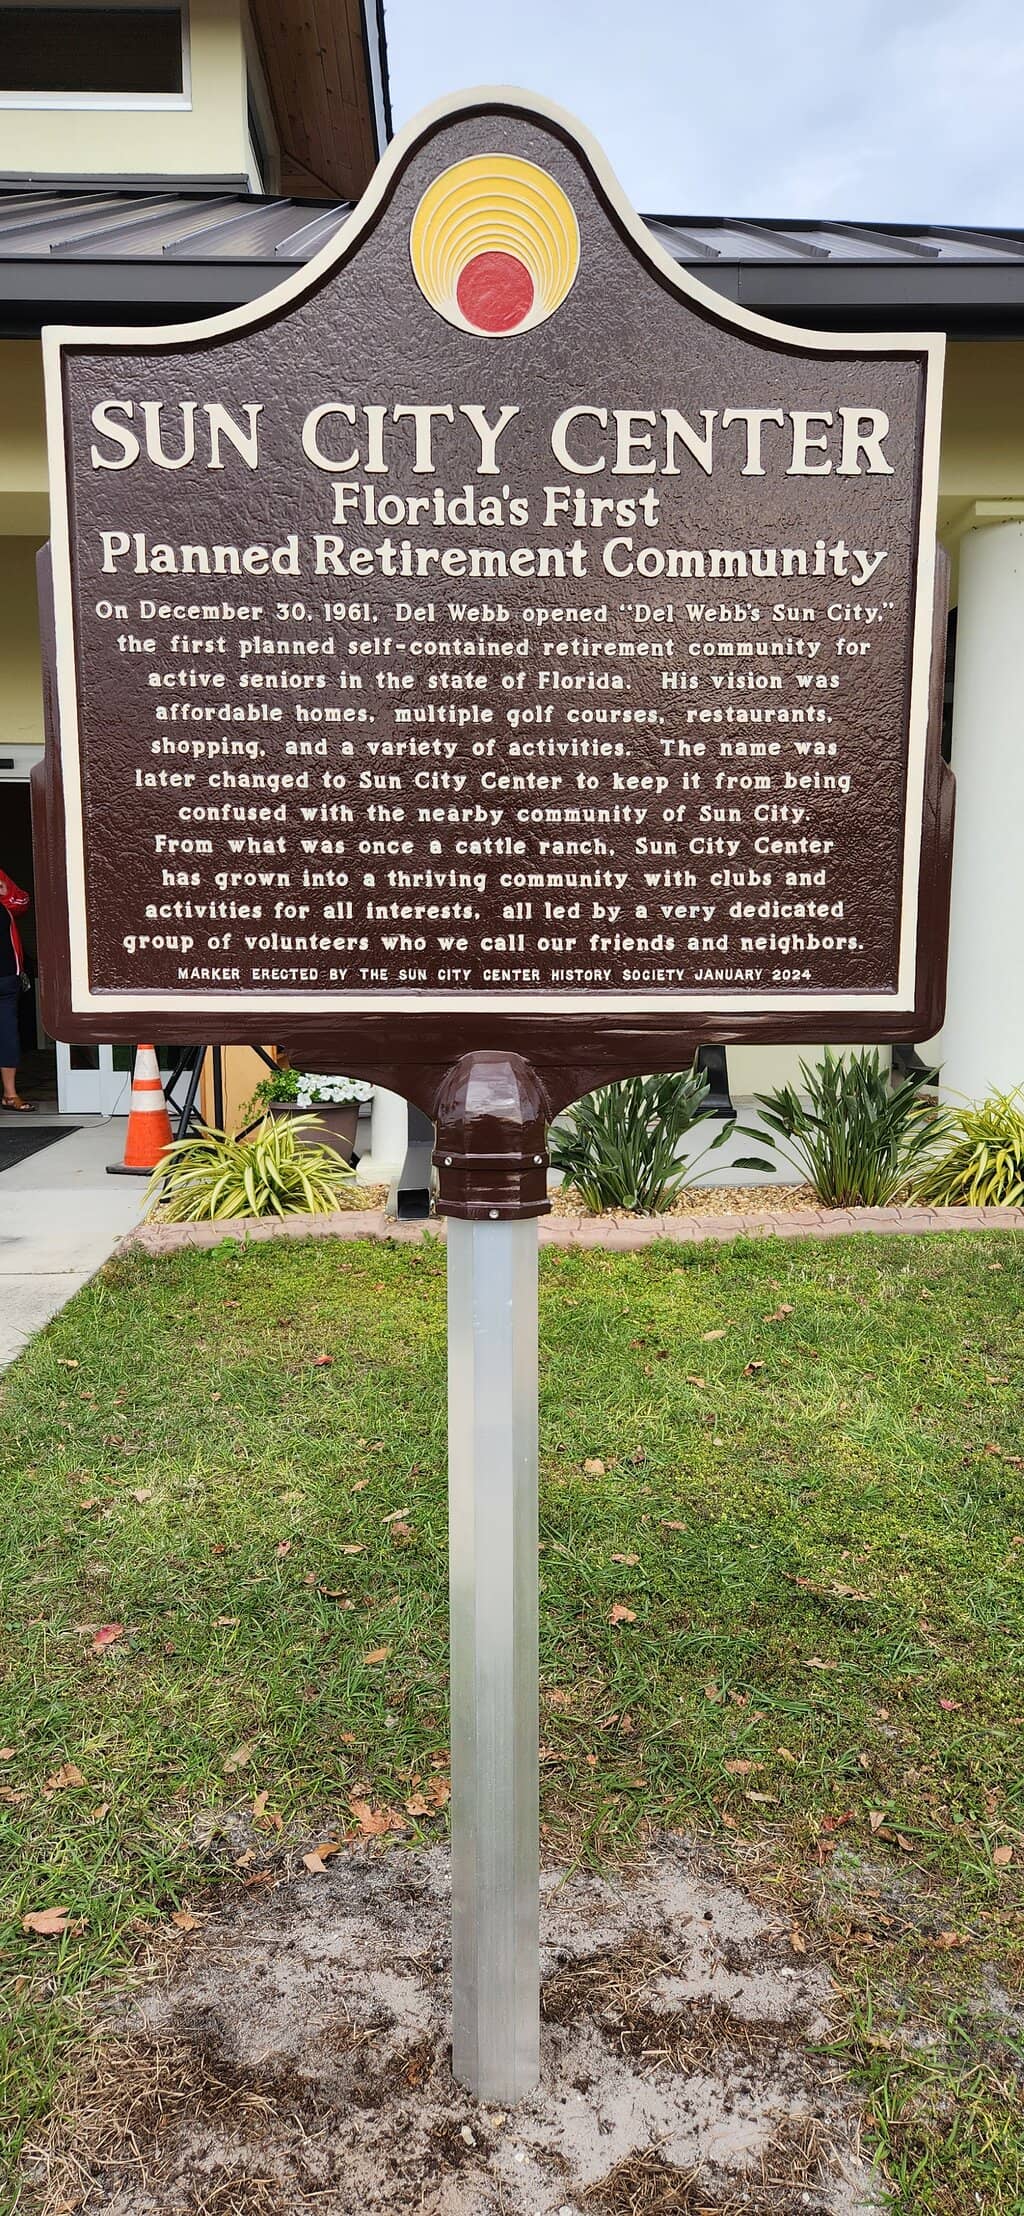 SUN CITY CENTER
Florida's First
Planned Retirement Community
On December 30, 1961, Del Webb opened "Del Webb's Sun City,"
the first planned self-contained retirement community for
active seniors in the state of Florida. His vision was
affordable homes, multiple golf courses, restaurants,
shopping, and a variety of activities. The name was
later changed to Sun City Center to keep it from being
confused with the nearby community of Sun City.
From what was once a cattle ranch, Sun City Center
has grown into a thriving community with clubs and
activities for all interests, all led by a very dedicated
group of volunteers who we call our friends and neighbors.
MARKER ERECTED BY THE SUN CITY CENTER HISTORY SOCIETY JANUARY 2024